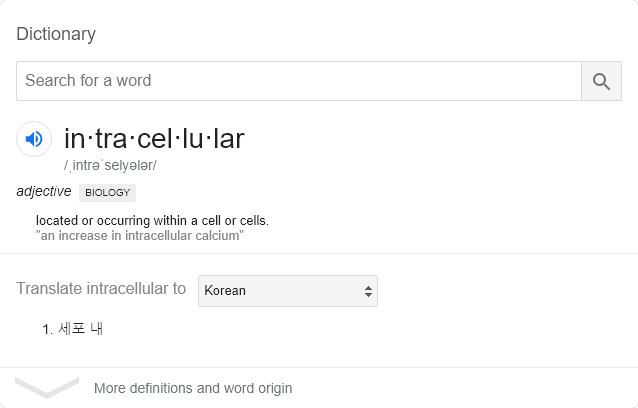 Dictionary
Search for a word
in·tra·cel·lu·lar
/ˌintrəˈselyələr/
adjective BIOLOGY
located or occurring within a cell or cells.
"an increase in intracellular calcium"
Translate intracellular to Korean
1. 세포 내
More definitions and word origin